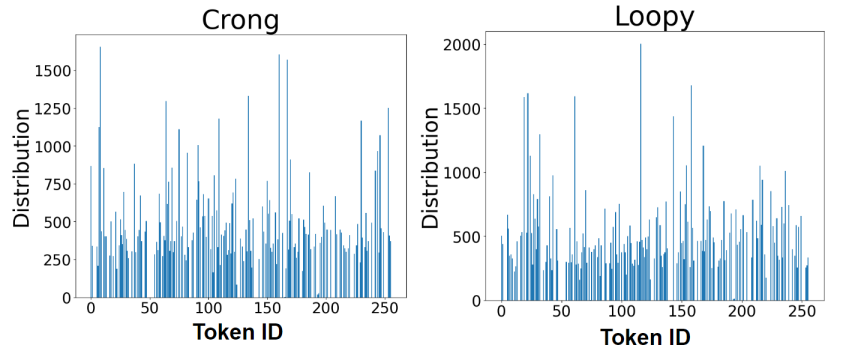 Crong
Distribution
1500
1250
1000
750
500
250
0
0 50 100 150 200 250
Token ID
Loopy
Distribution
2000
1500
1000
500
0
0 50 100 150 200 250
Token ID